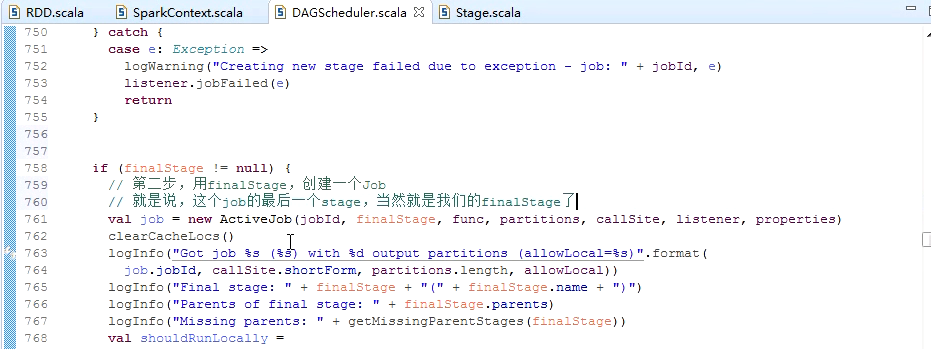 RDD.scala SparkContext.scala DAGScheduler.scala Stage.scala
750 } catch {
751 case e: Exception =>
752 logWarning("Creating new stage failed due to exception - job: " + jobId, e)
753 listener.jobFailed(e)
754 return
755 }
756
757
758 if (finalStage != null) {
759 // 第二步，用finalStage，创建一个Job
760 // 就是说，这个job的最后一个stage，当然就是我们的finalStage了
761 val job = new ActiveJob(jobId, finalStage, func, partitions, callSite, listener, properties)
762 clearCacheLocs()
763 logInfo("Got job %s (%s) with %d output partitions (allowLocal=%s)".format(
764 job.jobId, callSite.shortForm, partitions.length, allowLocal))
765 logInfo("Final stage: " + finalStage + "(" + finalStage.name + ")")
766 logInfo("Parents of final stage: " + finalStage.parents)
767 logInfo("Missing parents: " + getMissingParentStages(finalStage))
768 val shouldRunLocally =